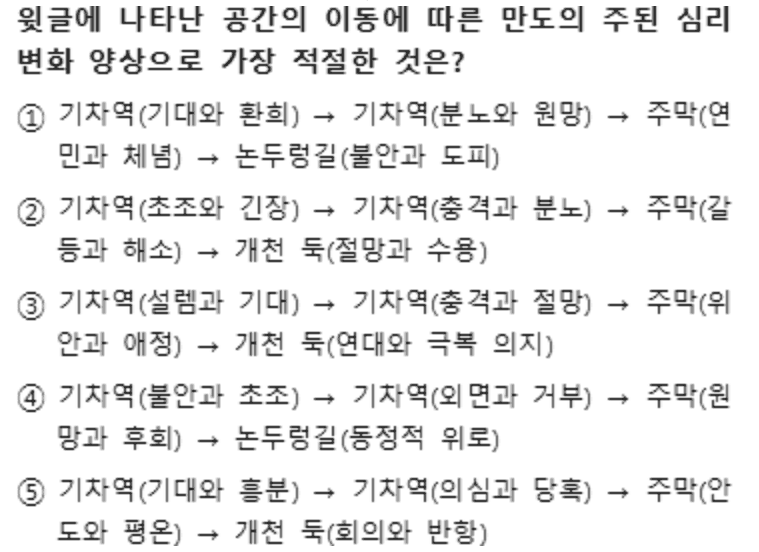 윗글에 나타난 공간의 이동에 따른 만도의 주된 심리
변화 양상으로 가장 적절한 것은?
① 기차역(기대와 환희) → 기차역(분노와 원망) → 주막(연
민과 체념) → 논두렁길(불안과 도피)
② 기차역(초조와 긴장) → 기차역(충격과 분노) → 주막(갈
등과 해소) → 개천 둑(절망과 수용)
③ 기차역(설렘과 기대) → 기차역(충격과 절망) → 주막(위
안과 애정) → 개천 둑(연대와 극복 의지)
④ 기차역(불안과 초조) → 기차역(외면과 거부) → 주막(원
망과 후회) → 논두렁길(동정적 위로)
⑤ 기차역(기대와 흥분) → 기차역(의심과 당혹) → 주막(안
도와 평온) → 개천 둑(회의와 반항)